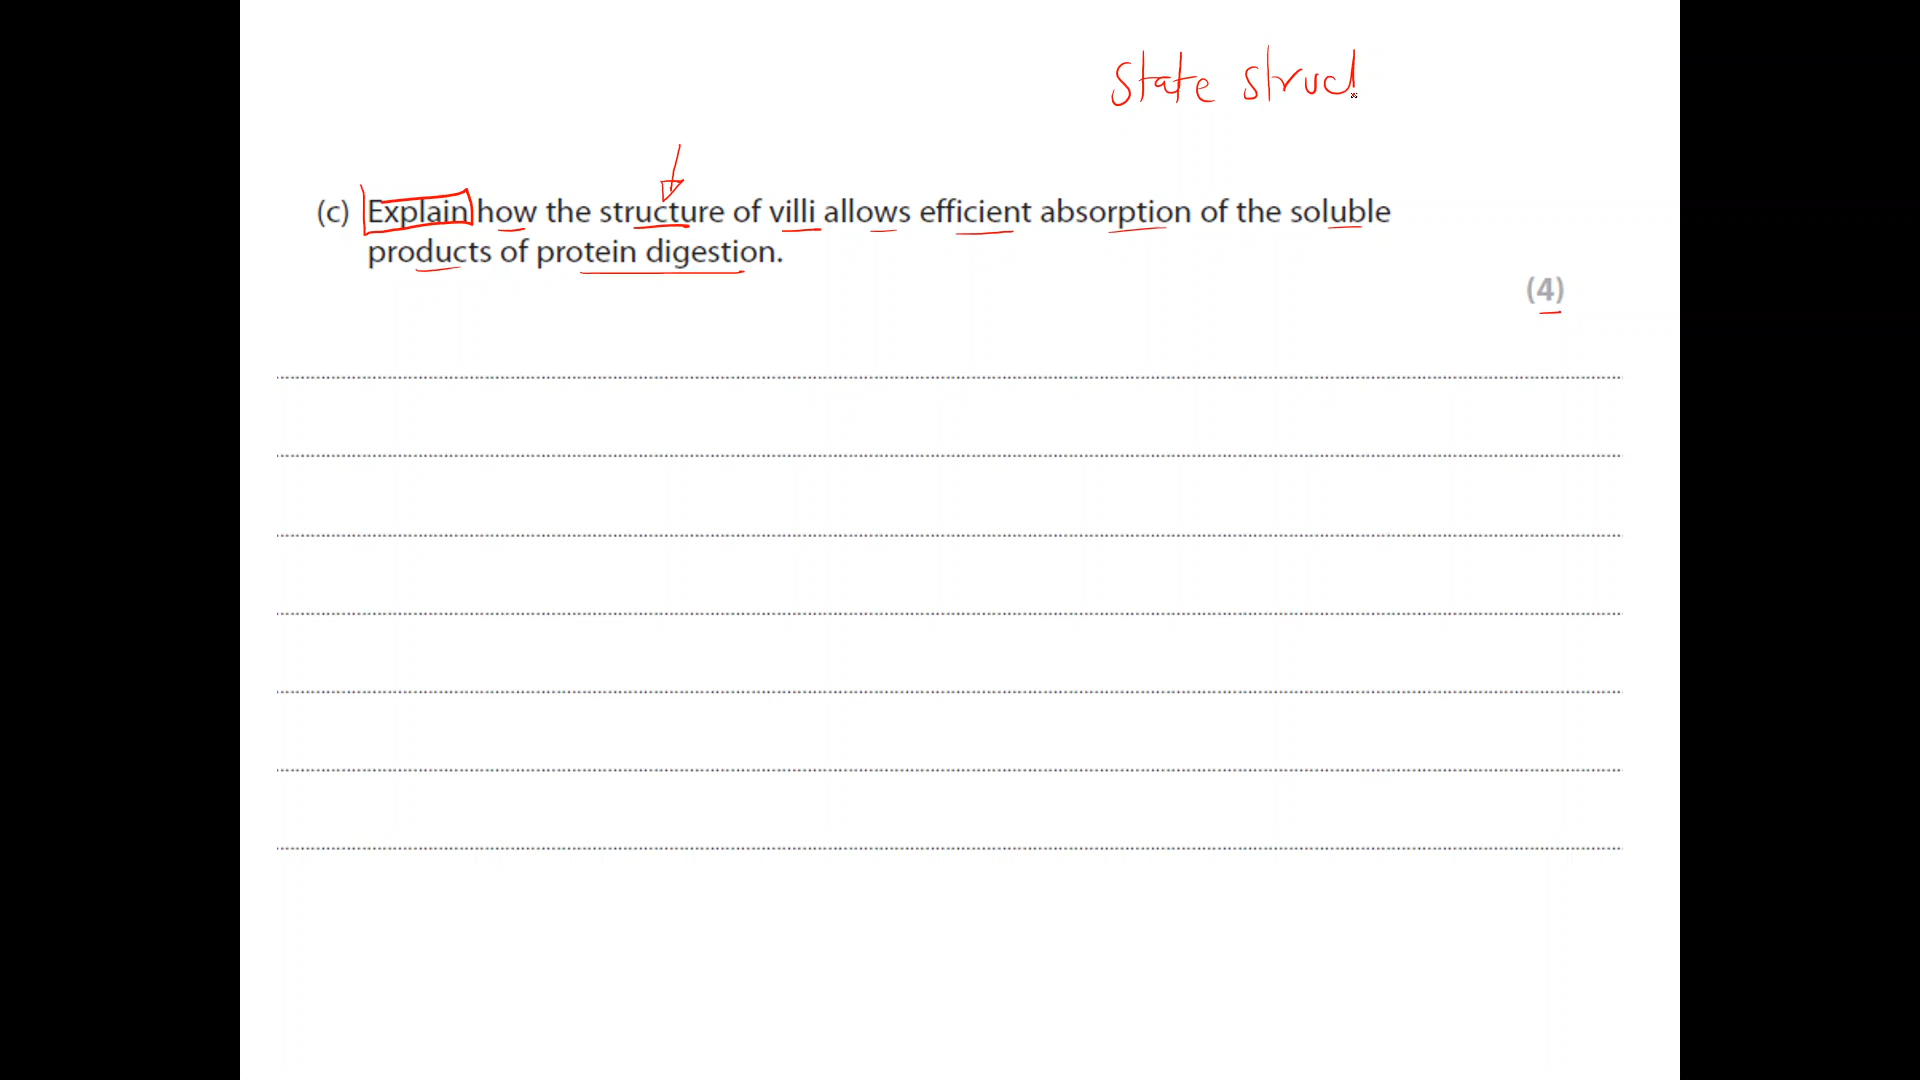 State struct
(c) Explain how the structure of villi allows efficient absorption of the soluble
products of protein digestion.
(4)